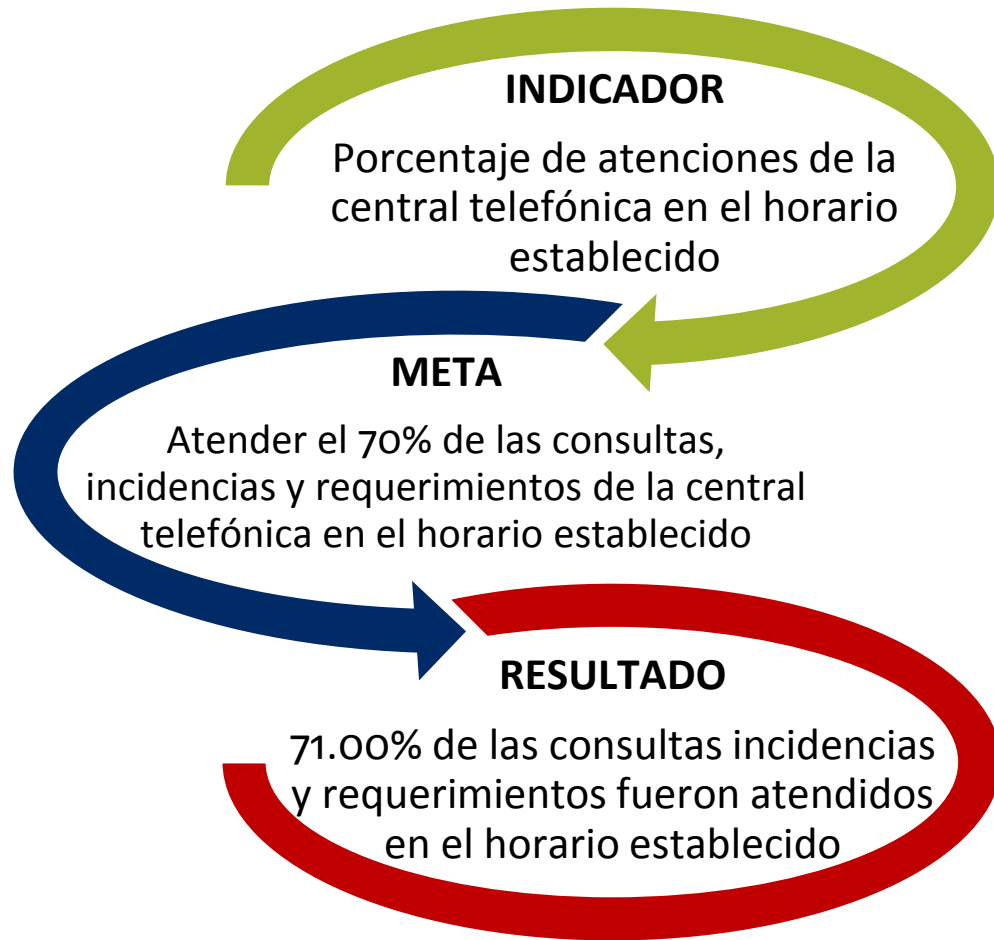 INDICADOR
Porcentaje de atenciones de la
central telefónica en el horario
establecido
META
Atender el 70% de las consultas,
incidencias y requerimientos de la central
telefónica en el horario establecido
RESULTADO
71.00% de las consultas incidencias
y requerimientos fueron atendidos
en el horario establecido